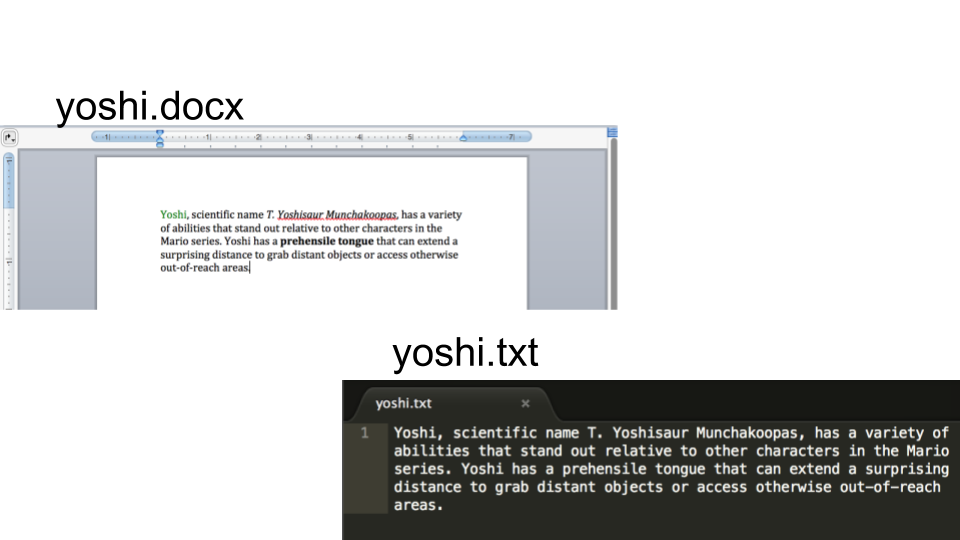 yoshi.docx
1 1 2 3 4 5 7
1
1
Yoshi, scientific name T. Yoshisaur Munchakoopas, has a variety
of abilities that stand out relative to other characters in the
Mario series. Yoshi has a prehensile tongue that can extend a
surprising distance to grab distant objects or access otherwise
out-of-reach areas
yoshi.txt
yoshi.txt ×
1 Yoshi, scientific name T. Yoshisaur Munchakoopas, has a variety of
abilities that stand out relative to other characters in the Mario
series. Yoshi has a prehensile tongue that can extend a surprising
distance to grab distant objects or access otherwise out-of-reach
areas.